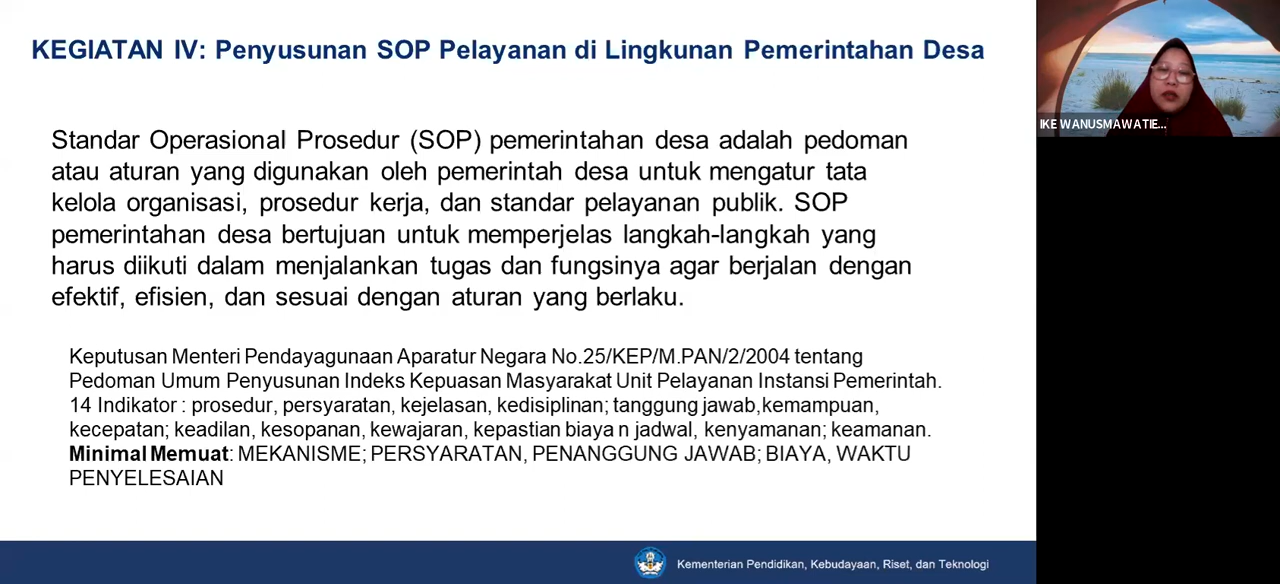 KEGIATAN IV: Penyusunan SOP Pelayanan di Lingkunan Pemerintahan Desa
Standar Operasional Prosedur (SOP) pemerintahan desa adalah pedoman
atau aturan yang digunakan oleh pemerintah desa untuk mengatur tata
kelola organisasi, prosedur kerja, dan standar pelayanan publik. SOP
pemerintahan desa bertujuan untuk memperjelas langkah-langkah yang
harus diikuti dalam menjalankan tugas dan fungsinya agar berjalan dengan
efektif, efisien, dan sesuai dengan aturan yang berlaku.
Keputusan Menteri Pendayagunaan Aparatur Negara No.25/KEP/M.PAN/2/2004 tentang
Pedoman Umum Penyusunan Indeks Kepuasan Masyarakat Unit Pelayanan Instansi Pemerintah.
14 Indikator : prosedur, persyaratan, kejelasan, kedisiplinan; tanggung jawab,kemampuan,
kecepatan; keadilan, kesopanan, kewajaran, kepastian biaya n jadwal, kenyamanan; keamanan.
Minimal Memuat: MEKANISME; PERSYARATAN, PENANGGUNG JAWAB; BIAYA, WAKTU
PENYELESAIAN
Kementerian Pendidikan, Kebudayaan, Riset, dan Teknologi
IKE WANUSMAWATIE...